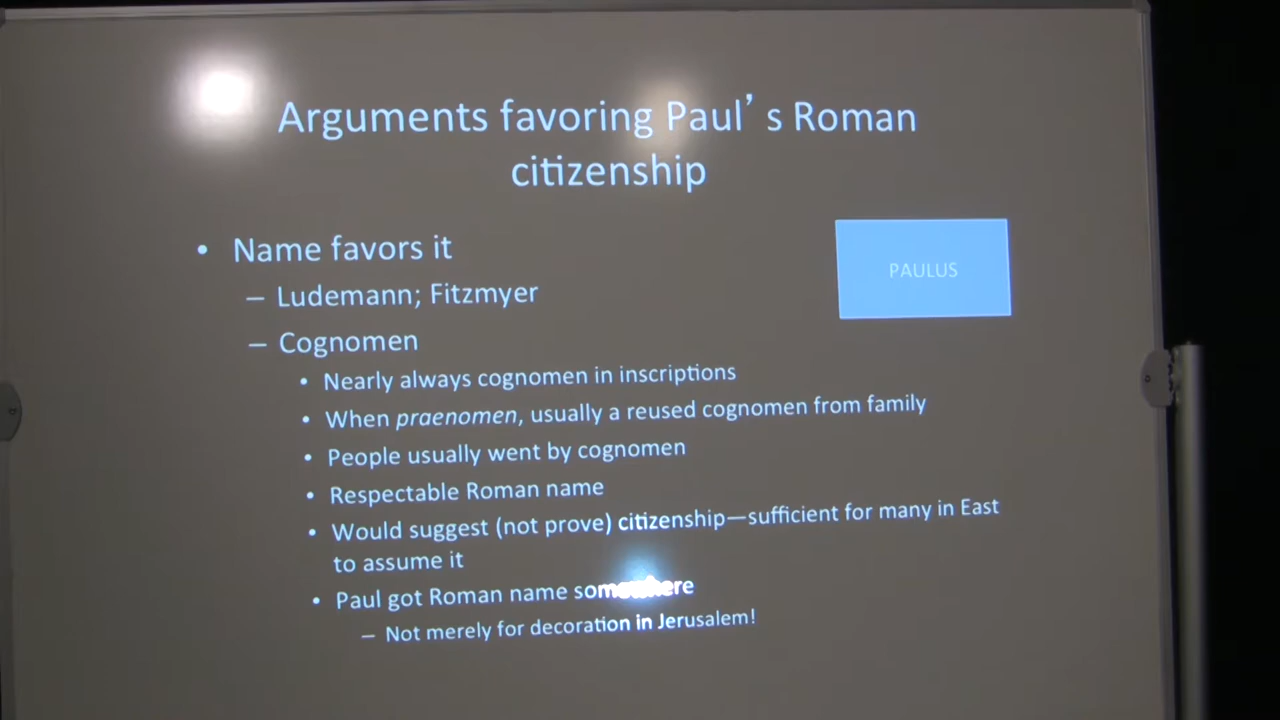 Arguments favoring Paul’s Roman
citizenship
• Name favors it
PAULUS
– Ludemann; Fitzmyer
– Cognomen
• Nearly always cognomen in inscriptions
• When praenomen, usually a reused cognomen from family
• People usually went by cognomen
• Respectable Roman name
• Would suggest (not prove) citizenship—sufficient for many in East
to assume it
• Paul got Roman name somewhere
– Not merely for decoration in Jerusalem!